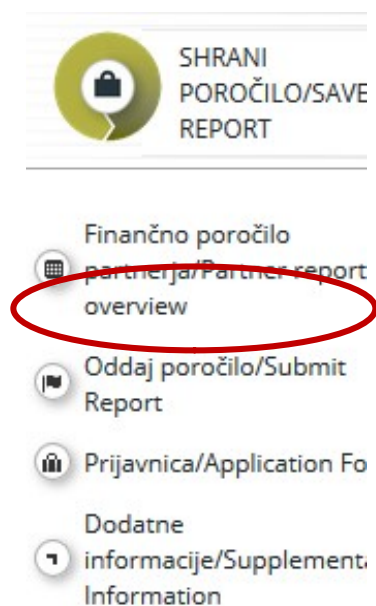 SHRANI
POROČILO/SAVE
REPORT
Finančno poročilo
partnerja/Partner report
overview
Oddaj poročilo/Submit
Report
Prijavnica/Application Fo
Dodatne
informacije/Supplementa
Information